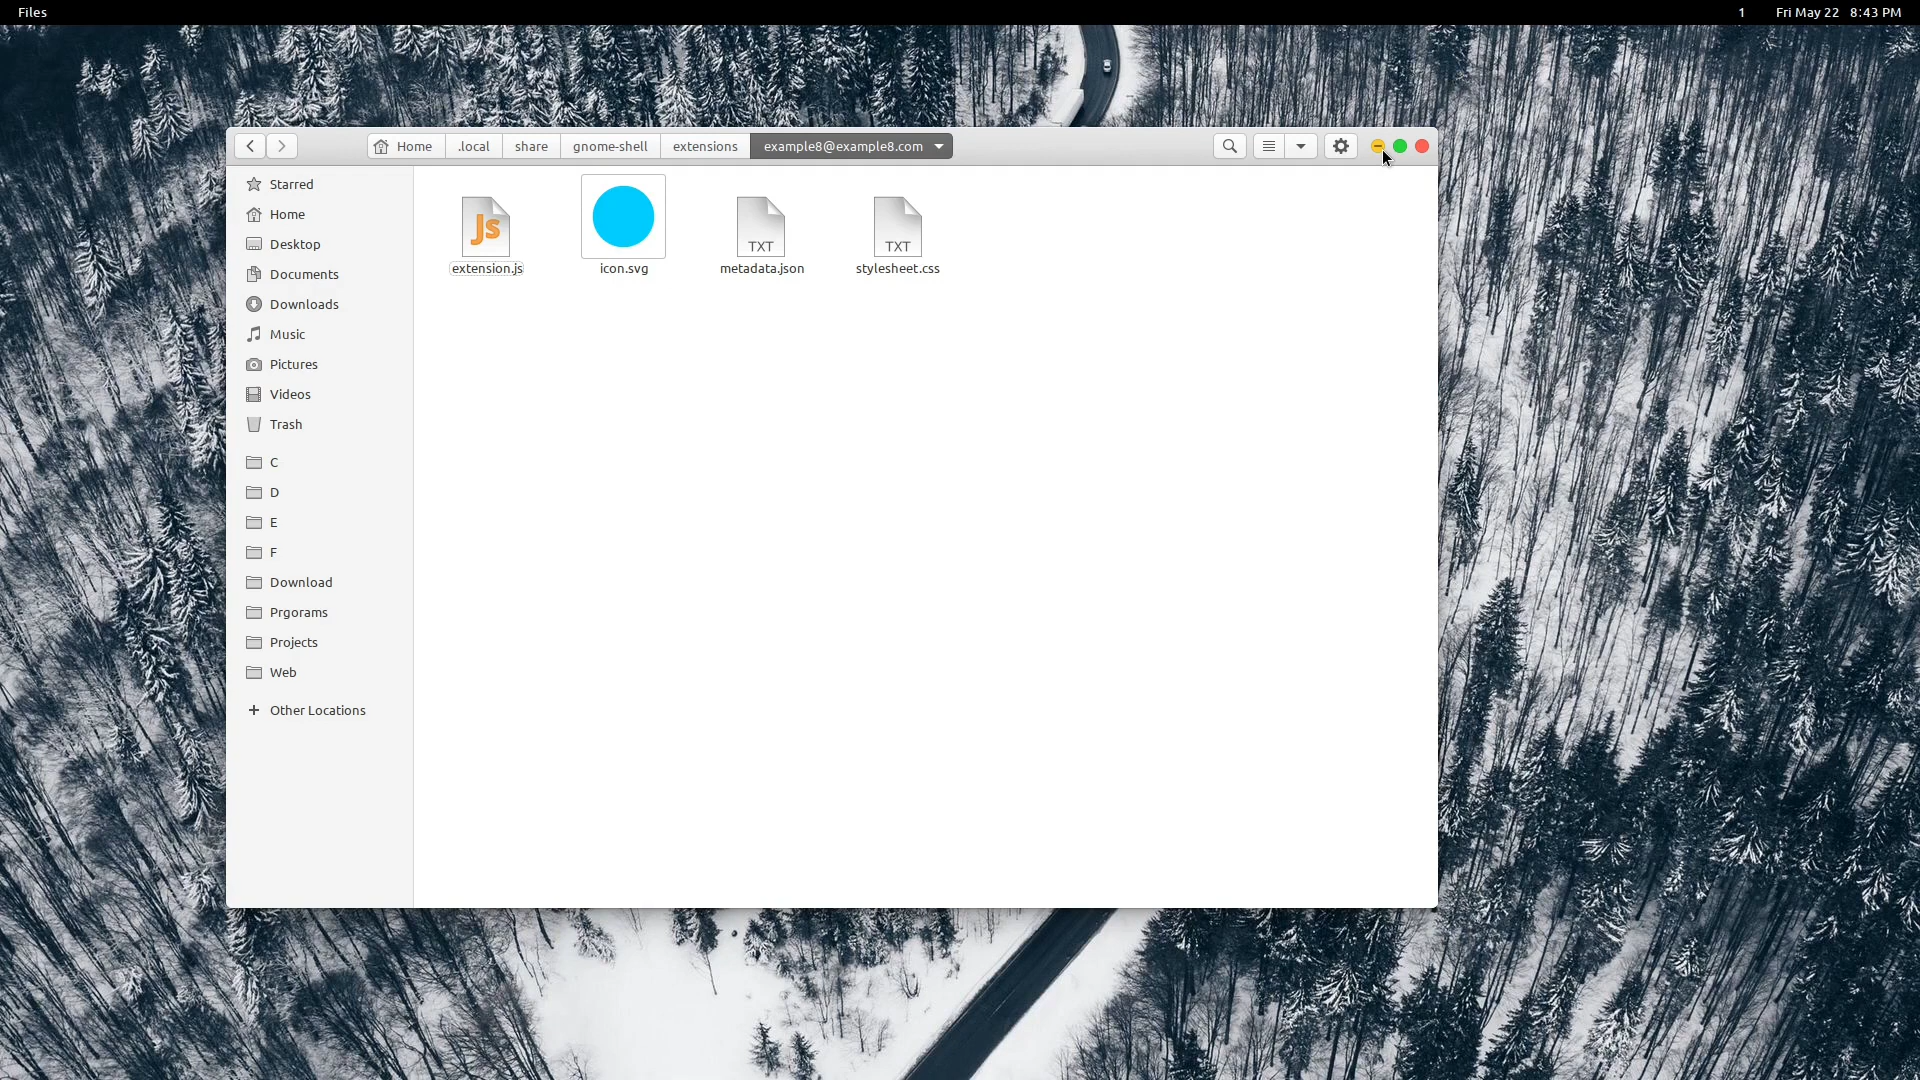 Files
1 Fri May 22 8:43 PM
Home .local share gnome-shell extensions example8@example8.com
Starred
Home
Desktop
Documents
Downloads
Music
Pictures
Videos
Trash
C
D
E
F
Download
Prgorams
Projects
Web
Other Locations
Js
TXT
TXT
extension.js icon.svg metadata.json stylesheet.css